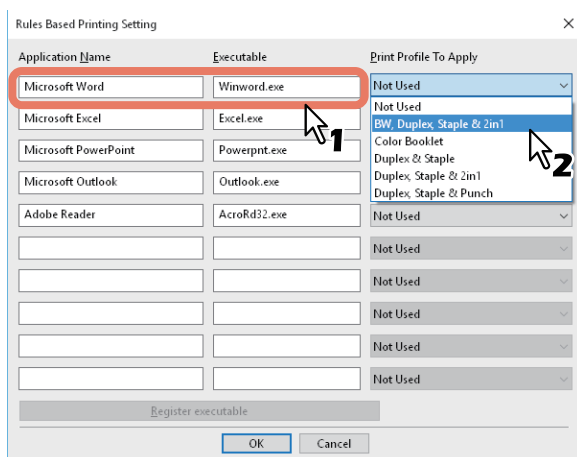 Rules Based Printing Setting
Application Name Executable Print Profile To Apply
Microsoft Word Winword.exe Not Used
Not Used
Microsoft Excel Excel.exe BW, Duplex, Staple & 2in1
1 Color Booklet
Microsoft PowerPoint Powerpnt.exe Duplex & Staple
2
Microsoft Outlook Outlook.exe Duplex, Staple & 2in1
Duplex, Staple & Punch
Adobe Reader AcroRd32.exe Not Used
Not Used
Not Used
Not Used
Not Used
Not Used
Register executable
OK Cancel